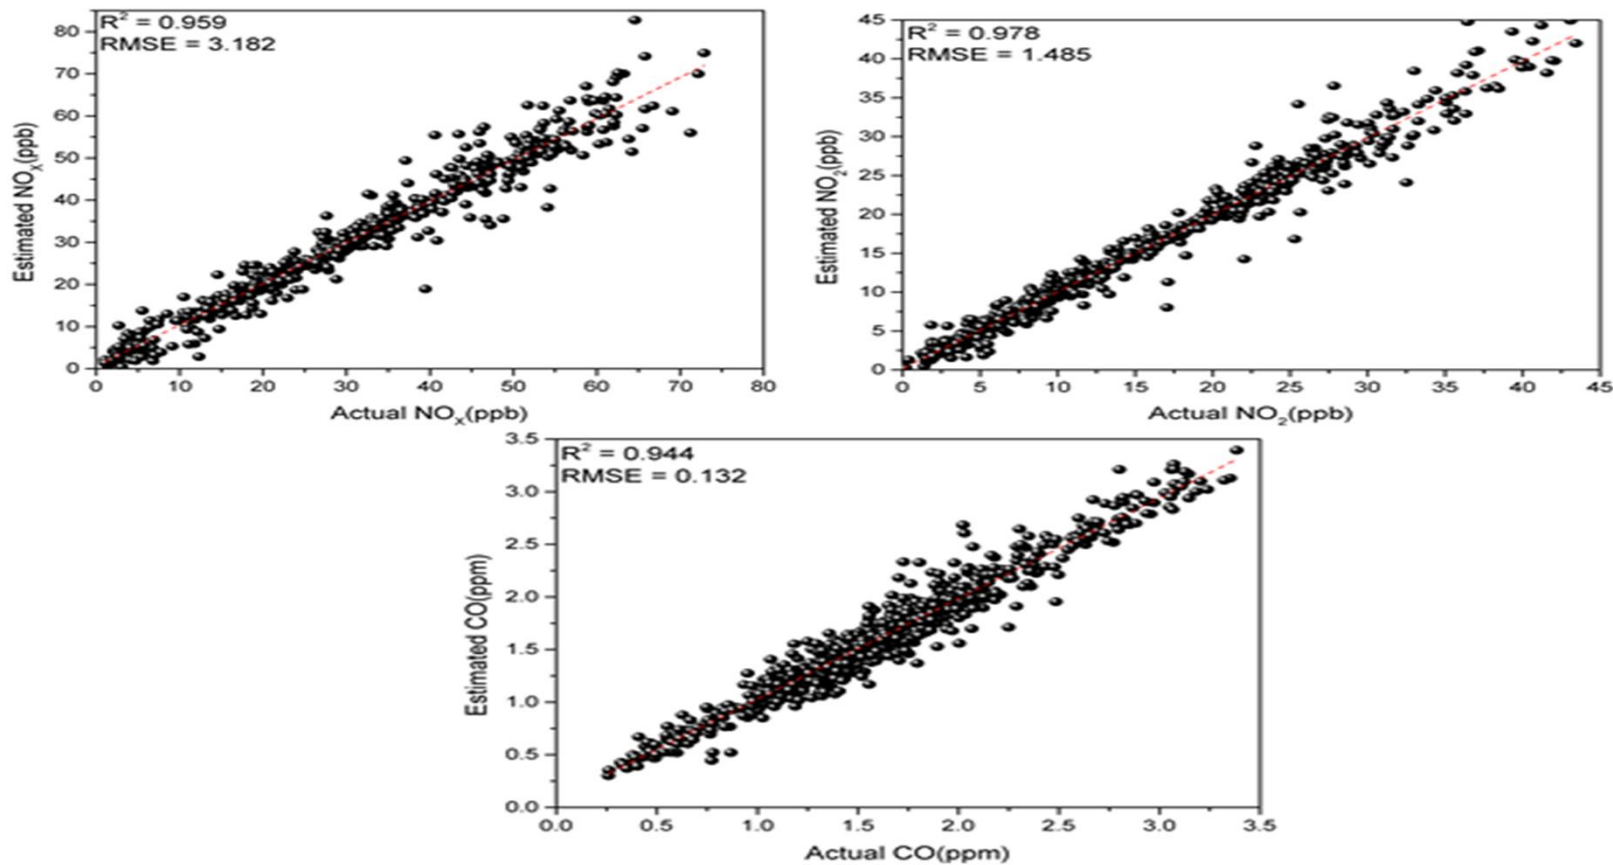 R² = 0.959
RMSE = 3.182
80
70
60
50
40
30
20
10
0
Estimated NOₓ(ppb)
0 10 20 30 40 50 60 70 80
Actual NOₓ(ppb)
R² = 0.978
RMSE = 1.485
45
40
35
30
25
20
15
10
5
0
Estimated NO₂(ppb)
0 5 10 15 20 25 30 35 40 45
Actual NO₂(ppb)
R² = 0.944
RMSE = 0.132
3.5
3.0
2.5
2.0
1.5
1.0
0.5
0.0
Estimated CO(ppm)
0.0 0.5 1.0 1.5 2.0 2.5 3.0 3.5
Actual CO(ppm)